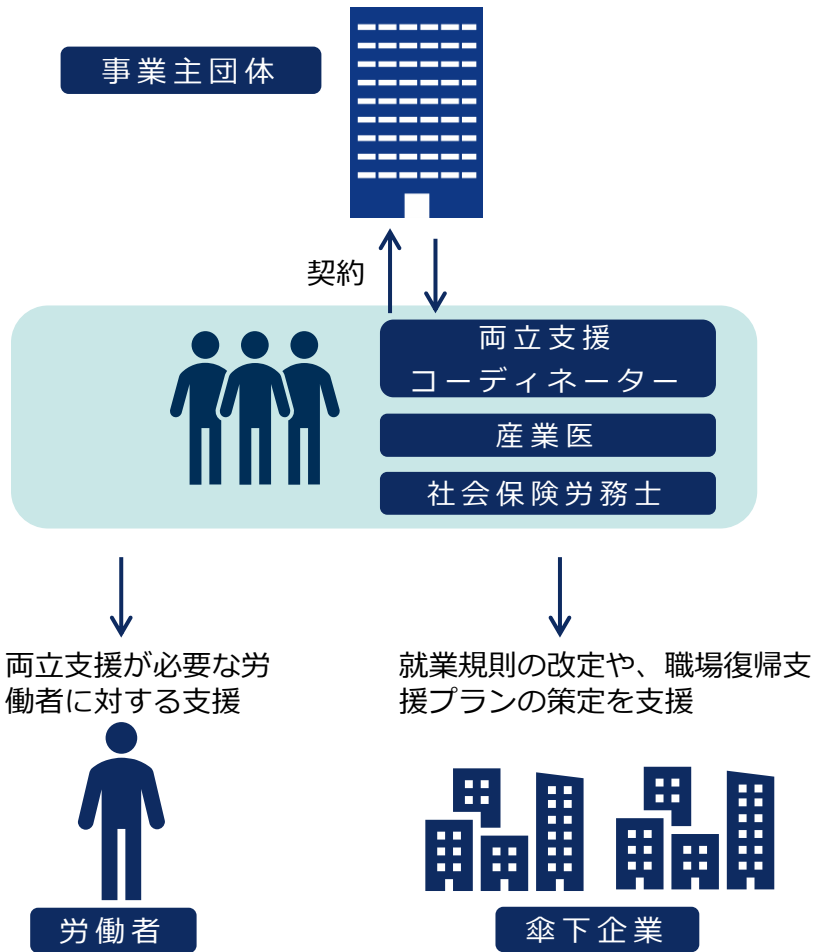 事業主団体
契約
両立支援
コーディネーター
産業医
社会保険労務士
両立支援が必要な労
働者に対する支援
就業規則の改定や、職場復帰支
援プランの策定を支援
労働者
傘下企業